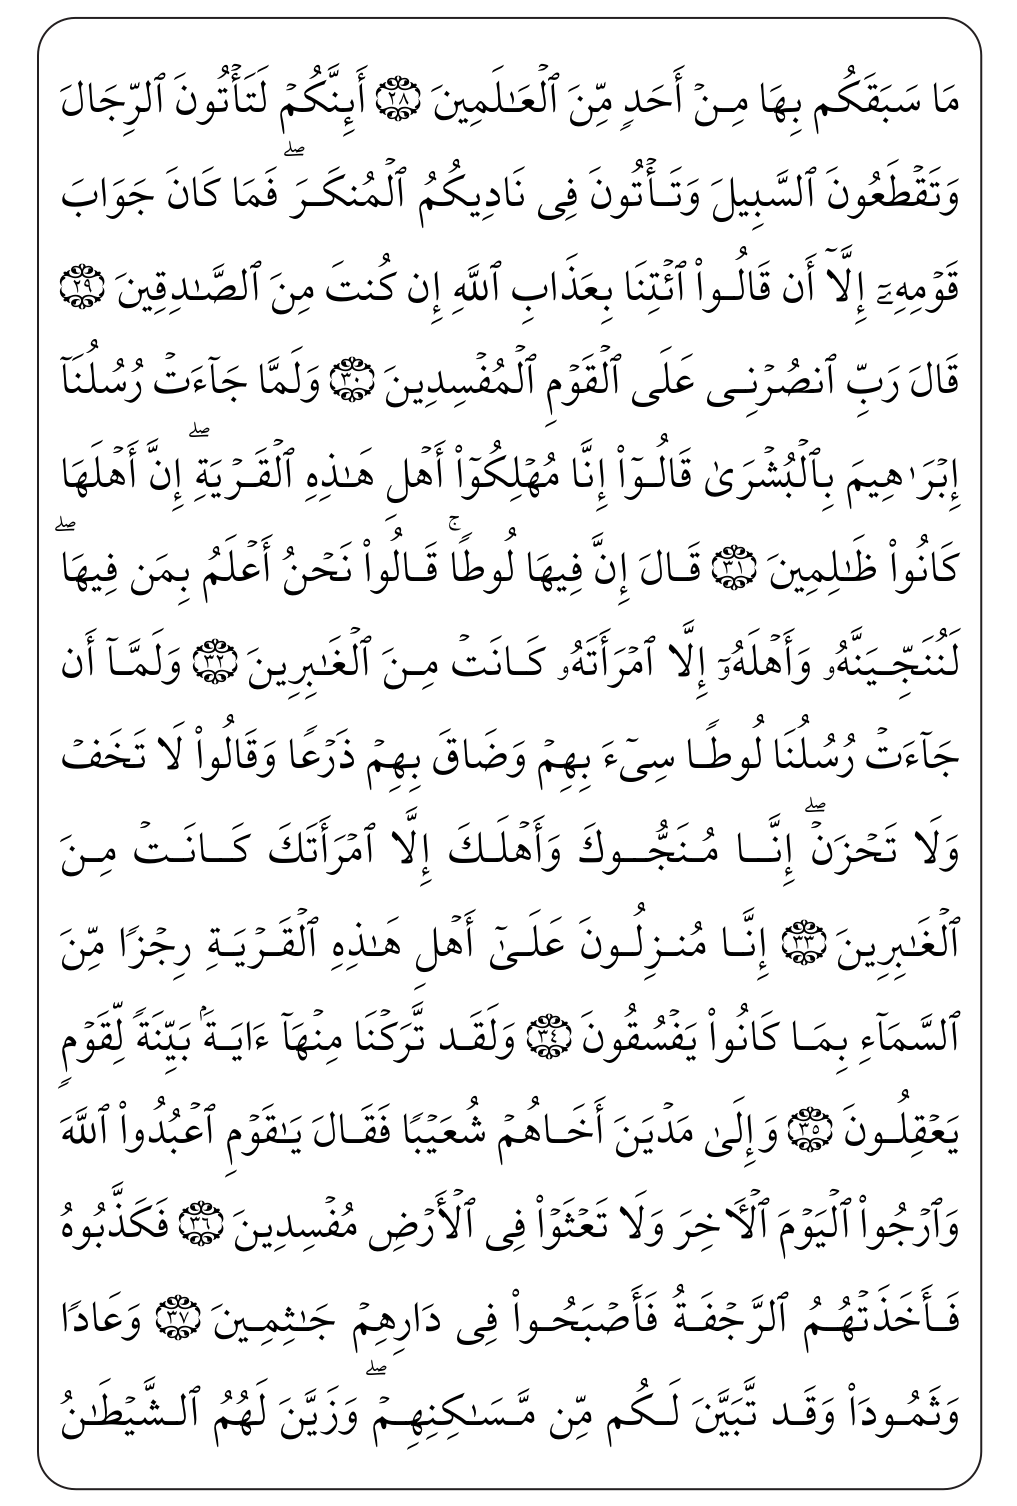 مَا سَبَقَكُم بِهَا مِنۡ أَحَدٍ مِّنَ ٱلۡعَٰلَمِينَ ٢٨ أَئِنَّكُمۡ لَتَأۡتُونَ ٱلرِّجَالَ
وَتَقۡطَعُونَ ٱلسَّبِيلَ وَتَأۡتُونَ فِي نَادِيكُمُ ٱلۡمُنكَرَۖ فَمَا كَانَ جَوَابَ
قَوۡمِهِۦٓ إِلَّآ أَن قَالُواْ ٱئۡتِنَا بِعَذَابِ ٱللَّهِ إِن كُنتَ مِنَ ٱلصَّٰدِقِينَ ٢٩
قَالَ رَبِّ ٱنصُرۡنِي عَلَى ٱلۡقَوۡمِ ٱلۡمُفۡسِدِينَ ٣٠ وَلَمَّا جَآءَتۡ رُسُلُنَآ
إِبۡرَٰهِيمَ بِٱلۡبُشۡرَىٰ قَالُوٓاْ إِنَّا مُهۡلِكُوٓاْ أَهۡلِ هَٰذِهِ ٱلۡقَرۡيَةِۖ إِنَّ أَهۡلَهَا
كَانُواْ ظَٰلِمِينَ ٣١ قَالَ إِنَّ فِيهَا لُوطٗاۚ قَالُواْ نَحۡنُ أَعۡلَمُ بِمَن فِيهَاۖ
لَنُنَجِّيَنَّهُۥ وَأَهۡلَهُۥٓ إِلَّا ٱمۡرَأَتَهُۥ كَانَتۡ مِنَ ٱلۡغَٰبِرِينَ ٣٢ وَلَمَّآ أَن
جَآءَتۡ رُسُلُنَا لُوطٗا سِيٓءَ بِهِمۡ وَضَاقَ بِهِمۡ ذَرۡعٗا وَقَالُواْ لَا تَخَفۡ
وَلَا تَحۡزَنۡۖ إِنَّا مُنَجُّوكَ وَأَهۡلَكَ إِلَّا ٱمۡرَأَتَكَ كَانَتۡ مِنَ
ٱلۡغَٰبِرِينَ ٣٣ إِنَّا مُنزِلُونَ عَلَىٰٓ أَهۡلِ هَٰذِهِ ٱلۡقَرۡيَةِ رِجۡزٗا مِّنَ
ٱلسَّمَآءِ بِمَا كَانُواْ يَفۡسُقُونَ ٣٤ وَلَقَد تَّرَكۡنَا مِنۡهَآ ءَايَةَۢ بَيِّنَةٗ لِّقَوۡمٖ
يَعۡقِلُونَ ٣٥ وَإِلَىٰ مَدۡيَنَ أَخَاهُمۡ شُعَيۡبٗا فَقَالَ يَٰقَوۡمِ ٱعۡبُدُواْ ٱللَّهَ
وَٱرۡجُواْ ٱلۡيَوۡمَ ٱلۡأٓخِرَ وَلَا تَعۡثَوۡاْ فِي ٱلۡأَرۡضِ مُفۡسِدِينَ ٣٦ فَكَذَّبُوهُ
فَأَخَذَتۡهُمُ ٱلرَّجۡفَةُ فَأَصۡبَحُواْ فِي دَارِهِمۡ جَٰثِمِينَ ٣٧ وَعَادٗا
وَثَمُودَاْ وَقَد تَّبَيَّنَ لَكُم مِّن مَّسَٰكِنِهِمۡۖ وَزَيَّنَ لَهُمُ ٱلشَّيۡطَٰنُ